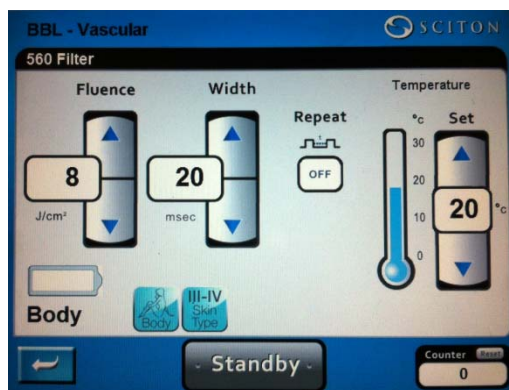 BBL - Vascular
SCITON
560 Filter
Fluence
Width
Temperature
Repeat
°c
Set
OFF
30
20
10
0
8
J/cm²
20
msec
20
°c
Body
Body
III-IV
Skin
Type
Standby
Counter
Reset
0